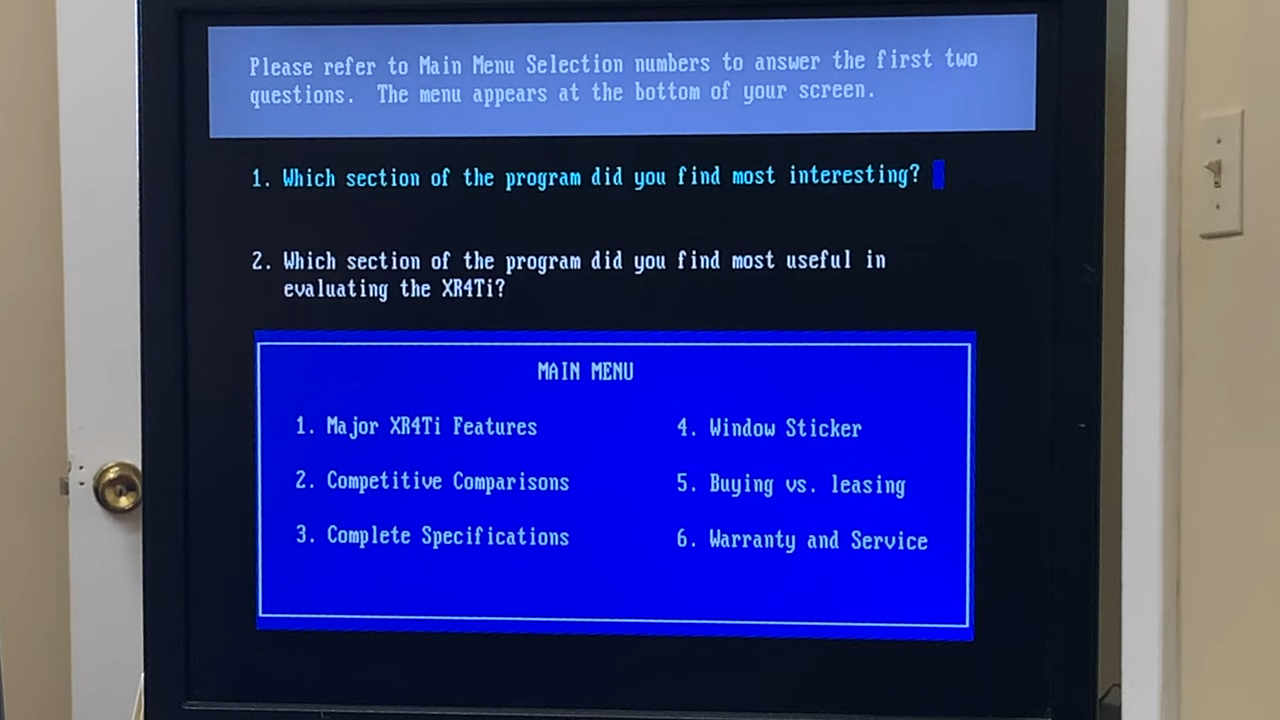 Please refer to Main Menu Selection numbers to answer the first two
questions. The menu appears at the bottom of your screen.
1. Which section of the program did you find most interesting?
2. Which section of the program did you find most useful in
evaluating the XR4Ti?
MAIN MENU
1. Major XR4Ti Features
2. Competitive Comparisons
3. Complete Specifications
4. Window Sticker
5. Buying vs. leasing
6. Warranty and Service